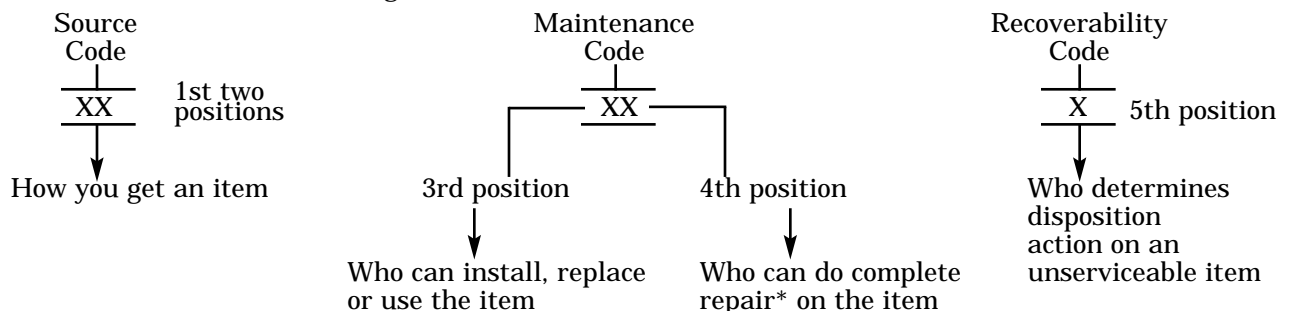 Source
Code
XX
1st two
positions
How you get an item
Maintenance
Code
XX
3rd position
4th position
Who can install, replace
or use the item
Who can do complete
repair* on the item
Recoverability
Code
X
5th position
Who determines
disposition
action on an
unserviceable item